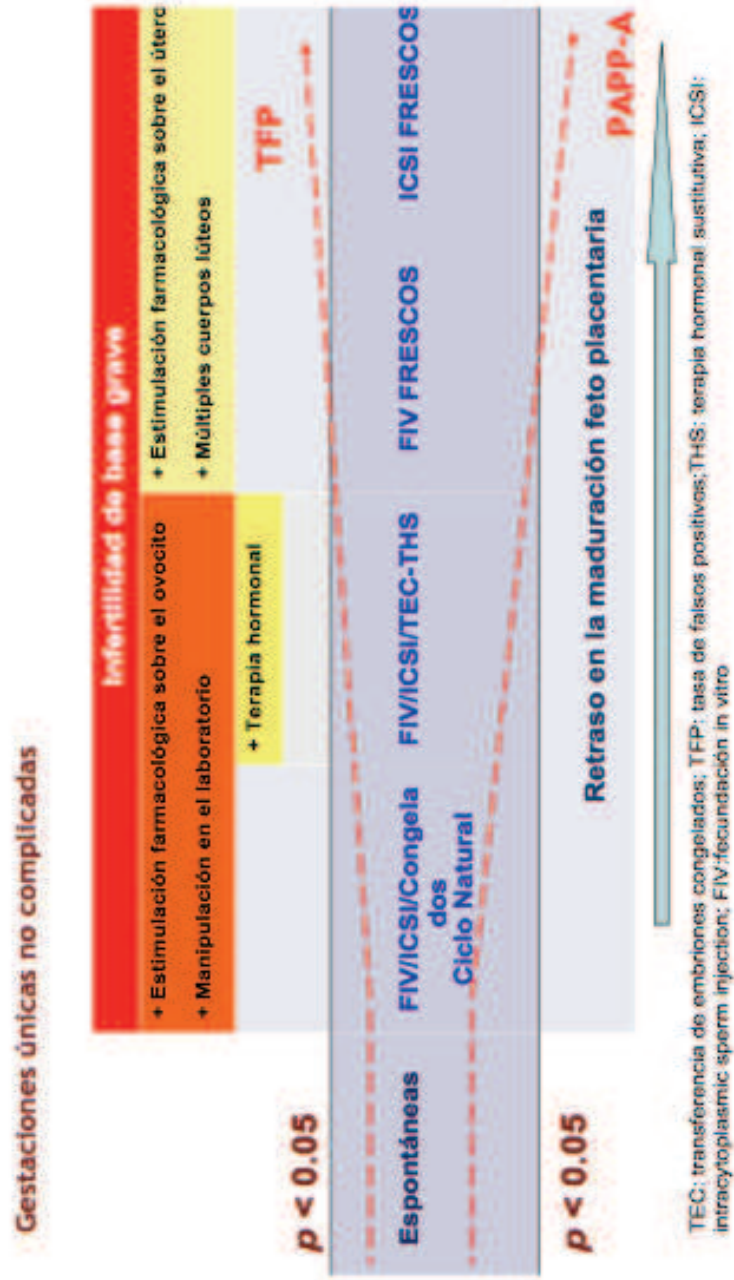 Gestaciones únicas no complicadas
Infertilidad de base grave
+ Estimulación farmacológica sobre el ovocito
+ Manipulación en el laboratorio
+ Estimulación farmacológica sobre el úterc
+ Múltiples cuerpos lúteos
+ Terapia hormonal
TFP
p < 0.05
Espontáneas
FIV/ICSI/Congela
dos
Ciclo Natural
FIV/ICSI/TEC-THS
FIV FRESCOS
ICSI FRESCOS
p < 0.05
Retraso en la maduración feto placentaria
PAPP-A
TEC: transferencia de embriones congelados; TFP: tasa de falsos positivos;THS: terapia hormonal sustitutiva; ICSI:
intracytoplasmic sperm injection; FIV:fecundación in vitro